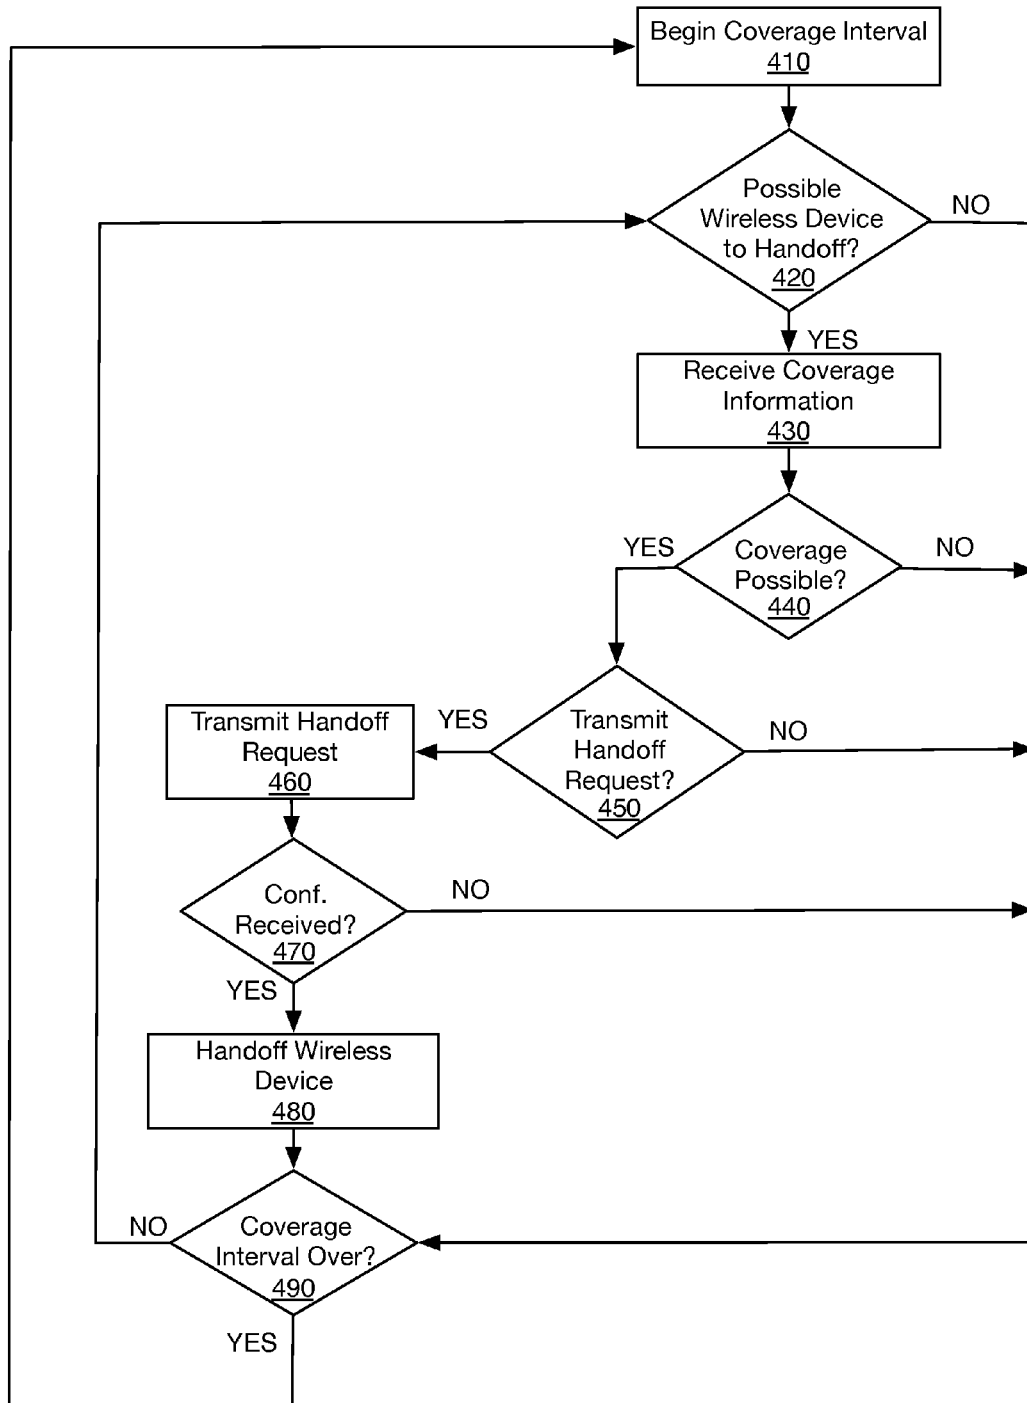 Begin Coverage Interval
410
Possible
Wireless Device
to Handoff?
420
NO
YES
Receive Coverage
Information
430
Coverage
Possible?
440
YES
NO
Transmit
Handoff
Request?
450
YES
NO
Transmit Handoff
Request
460
Conf.
Received?
470
NO
YES
Handoff Wireless
Device
480
Coverage
Interval Over?
490
NO
YES